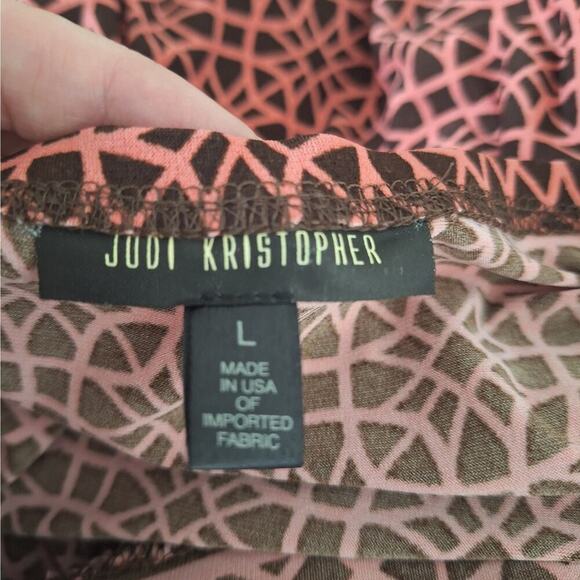 JUDI KRISTOPHER
L
MADE
IN USA
OF
IMPORTED
FABRIC